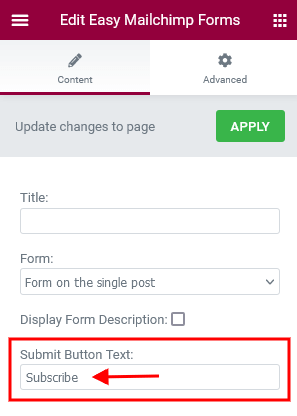 Edit Easy Mailchimp Forms
Content
Advanced
Update changes to page
APPLY
Title:
Form:
Form on the single post
Display Form Description:
Submit Button Text:
Subscribe